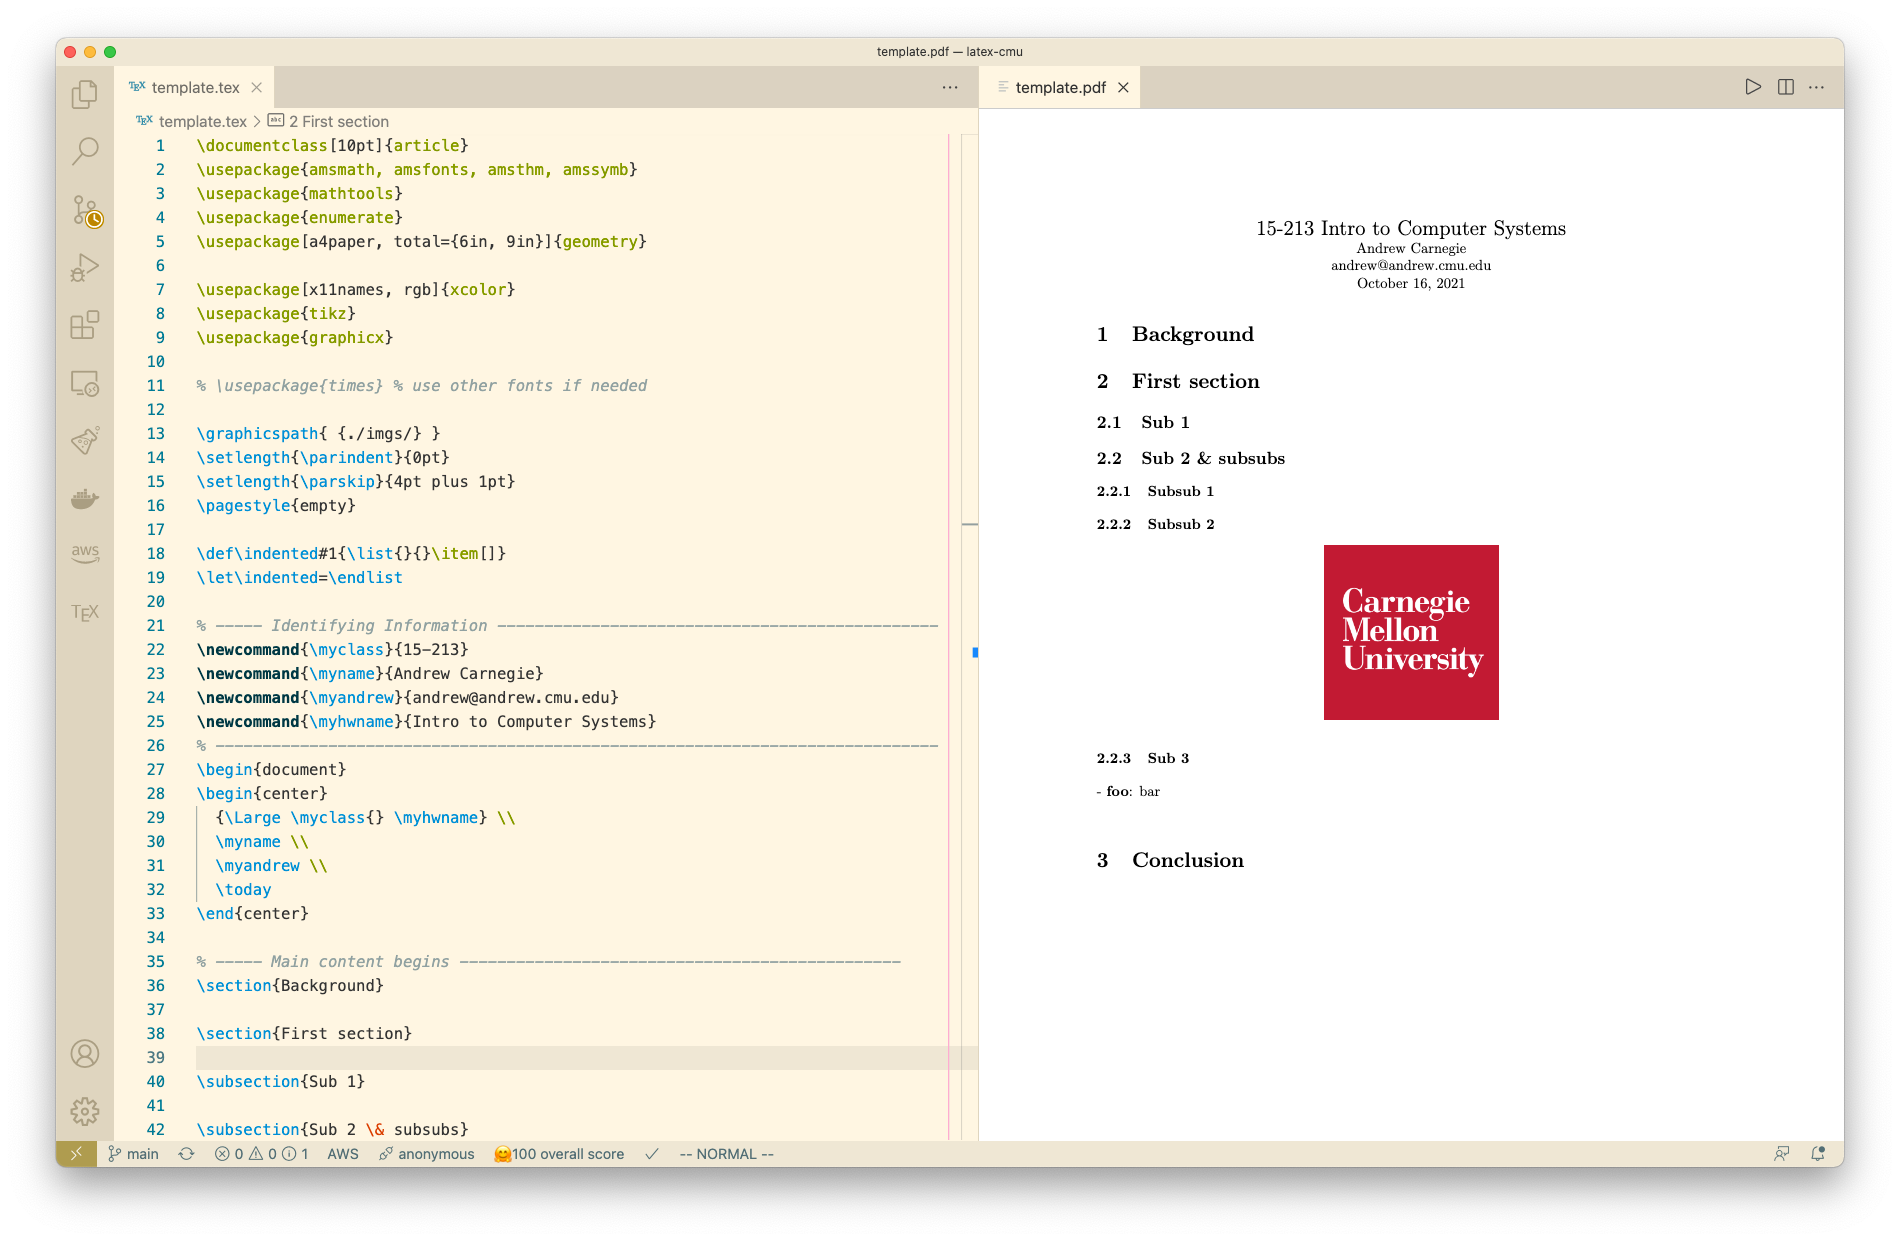 template.pdf — latex-cmu
TEX template.tex
template.pdf
TEX template.tex > abc 2 First section
1 \documentclass[10pt]{article}
2 \usepackage{amsmath, amsfonts, amsthm, amssymb}
3 \usepackage{mathtools}
4 \usepackage{enumerate}
5 \usepackage[a4paper, total={6in, 9in}]{geometry}
6
7 \usepackage[x11names, rgb]{xcolor}
8 \usepackage{tikz}
9 \usepackage{graphicx}
10
11 % \usepackage{times} % use other fonts if needed
12
13 \graphicspath{ {./imgs/} }
14 \setlength{\parindent}{0pt}
15 \setlength{\parskip}{4pt plus 1pt}
16 \pagestyle{empty}
17
18 \def\indented#1{\list{}{}\item[]}
19 \let\indented=\endlist
20
21 % ----- Identifying Information -----------------------------------------------
22 \newcommand{\myclass}{15-213}
23 \newcommand{\myname}{Andrew Carnegie}
24 \newcommand{\myandrew}{andrew@andrew.cmu.edu}
25 \newcommand{\myhwname}{Intro to Computer Systems}
26 % -----------------------------------------------------------------------------
27 \begin{document}
28 \begin{center}
29 {\Large \myclass{} \myhwname} \\
30 \myname \\
31 \myandrew \\
32 \today
33 \end{center}
34
35 % ----- Main content begins -----------------------------------------------
36 \section{Background}
37
38 \section{First section}
39
40 \subsection{Sub 1}
41
42 \subsection{Sub 2 \& subsubs}
aws
TEX
15-213 Intro to Computer Systems
Andrew Carnegie
andrew@andrew.cmu.edu
October 16, 2021
1 Background
2 First section
2.1 Sub 1
2.2 Sub 2 & subsubs
2.2.1 Subsub 1
2.2.2 Subsub 2
Carnegie
Mellon
University
2.2.3 Sub 3
- foo: bar
3 Conclusion
main 0 0 1 AWS anonymous 🤗100 overall score ✓ -- NORMAL --